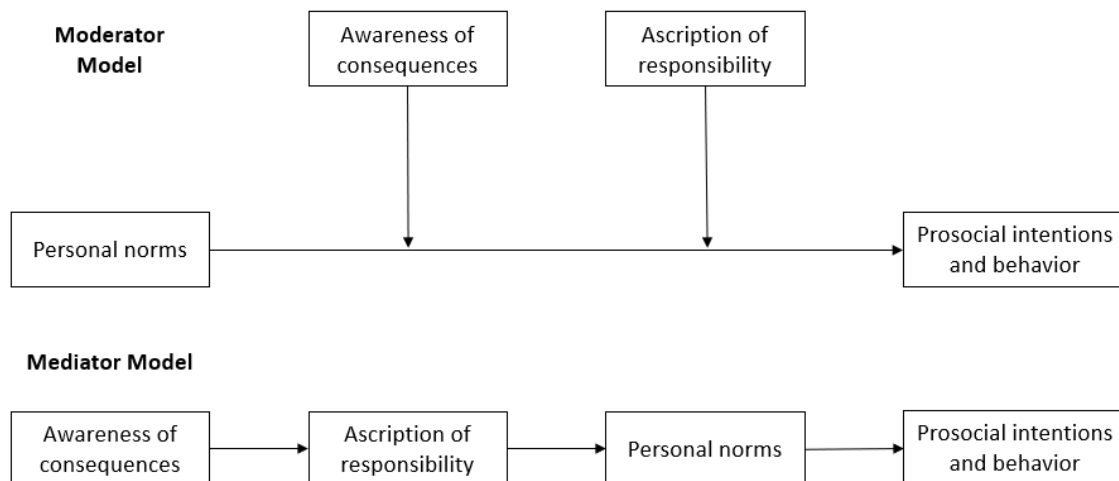 Moderator
Model
Awareness of
consequences
Ascription of
responsibility
Personal norms
Prosocial intentions
and behavior
Mediator Model
Awareness of
consequences
Ascription of
responsibility
Personal norms
Prosocial intentions
and behavior